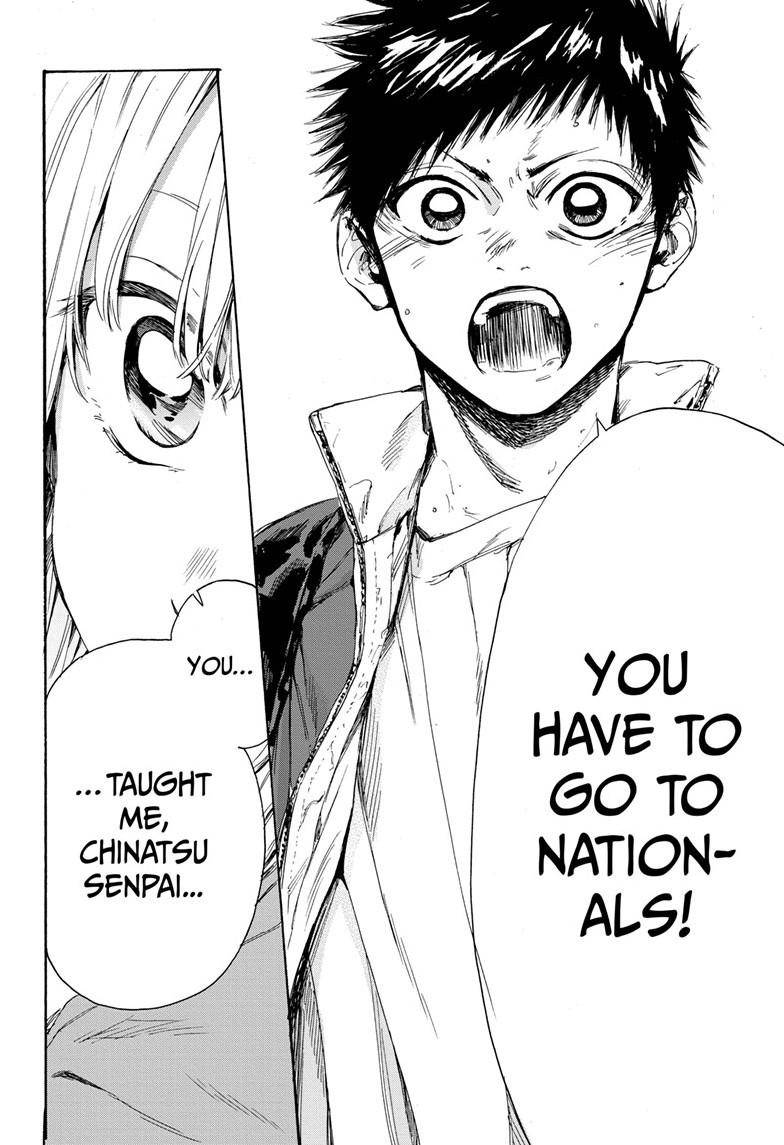 YOU
HAVE TO
GO TO
NATION-
ALS!
YOU...
...TAUGHT
ME,
CHINATSU
SENPAI...